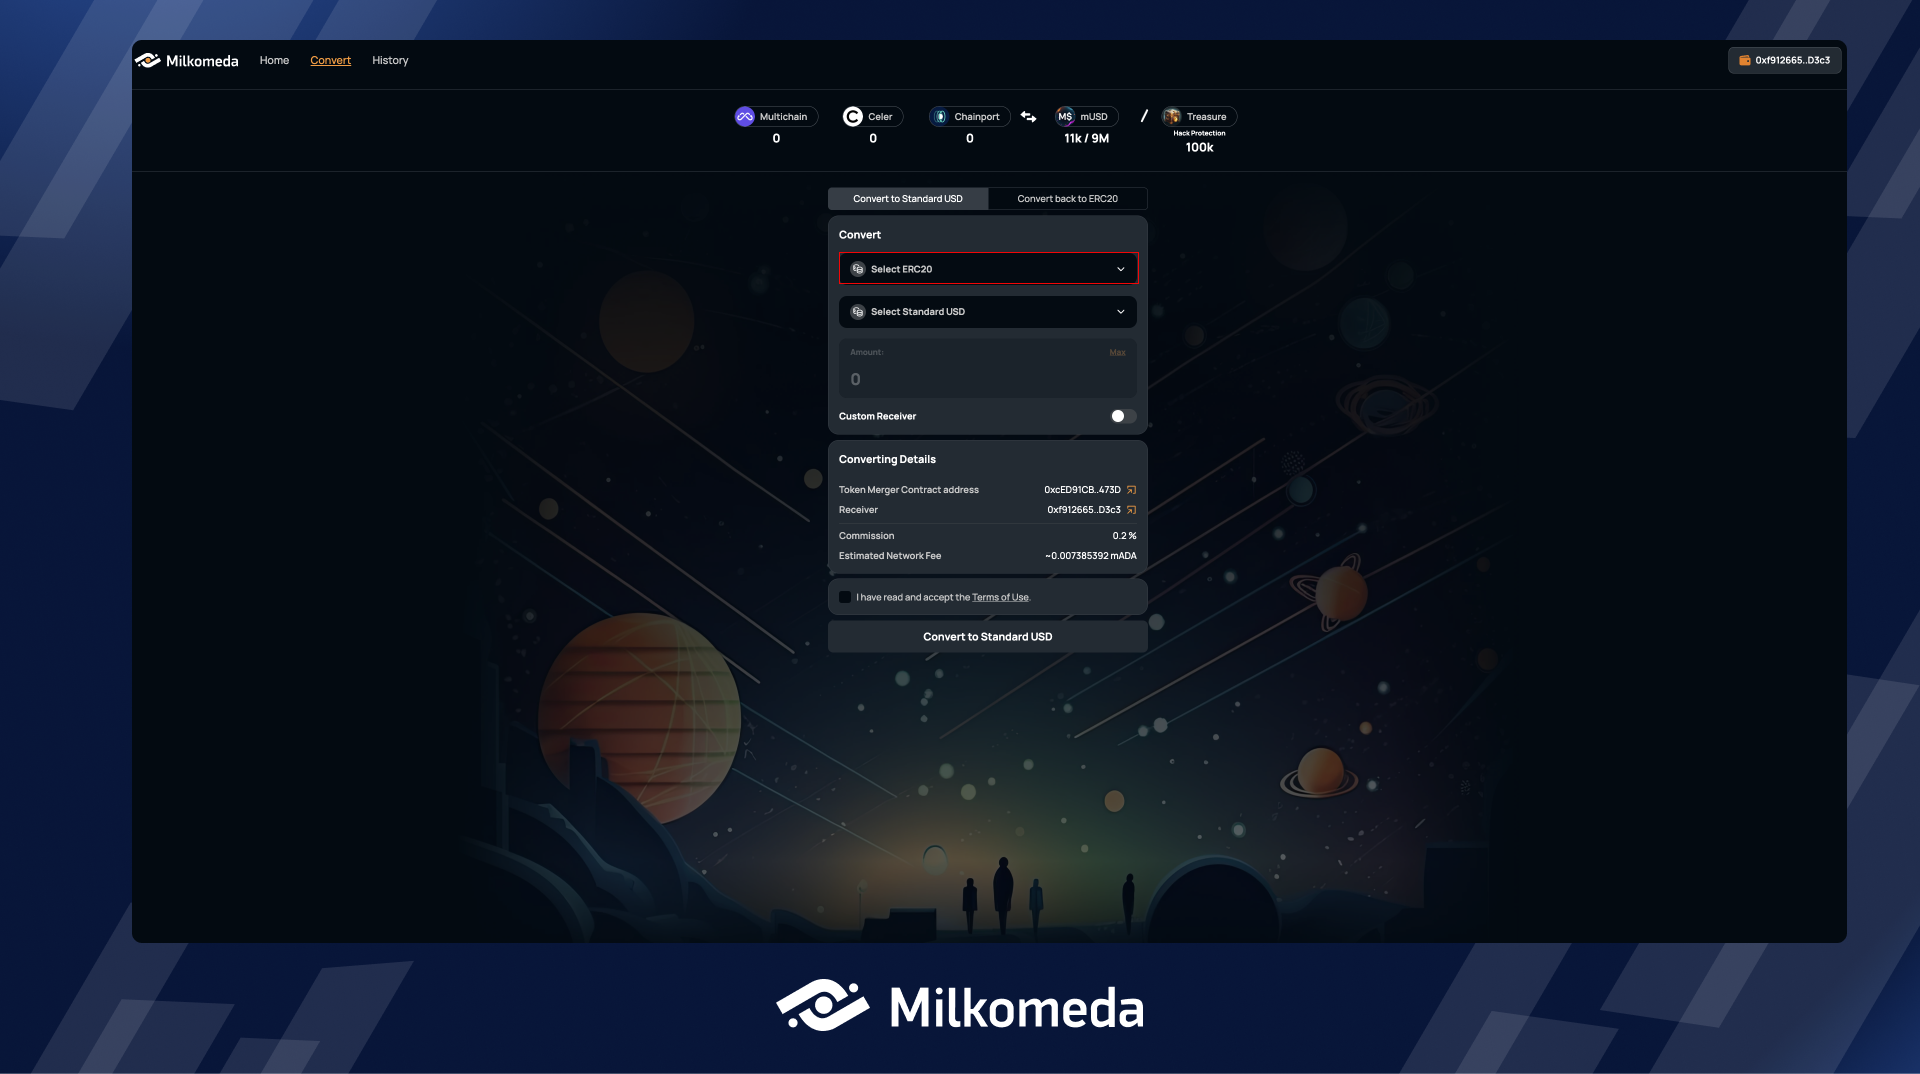 Milkomeda Home Convert History 0xf912665..D3c3
Multichain Celer Chainport M$ mUSD / Treasure
Hack Protection
0 0 0 11k / 9M 100k
Convert to Standard USD Convert back to ERC20
Convert
Select ERC20
Select Standard USD
Amount: Max
0
Custom Receiver
Converting Details
Token Merger Contract address 0xcED91CB..473D
Receiver 0xf912665..D3c3
Commission 0.2 %
Estimated Network Fee ~0.007385392 mADA
I have read and accept the Terms of Use.
Convert to Standard USD
Milkomeda